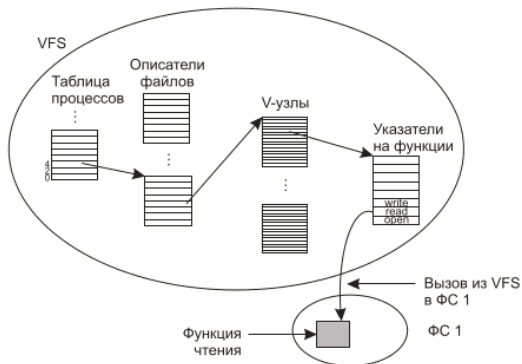 VFS
Описатели
файлов
Таблица
процессов
V-узлы
Указатели
на функции
4
2
0
write
read
open
Вызов из VFS
в ФС 1
Функция
чтения
ФС 1